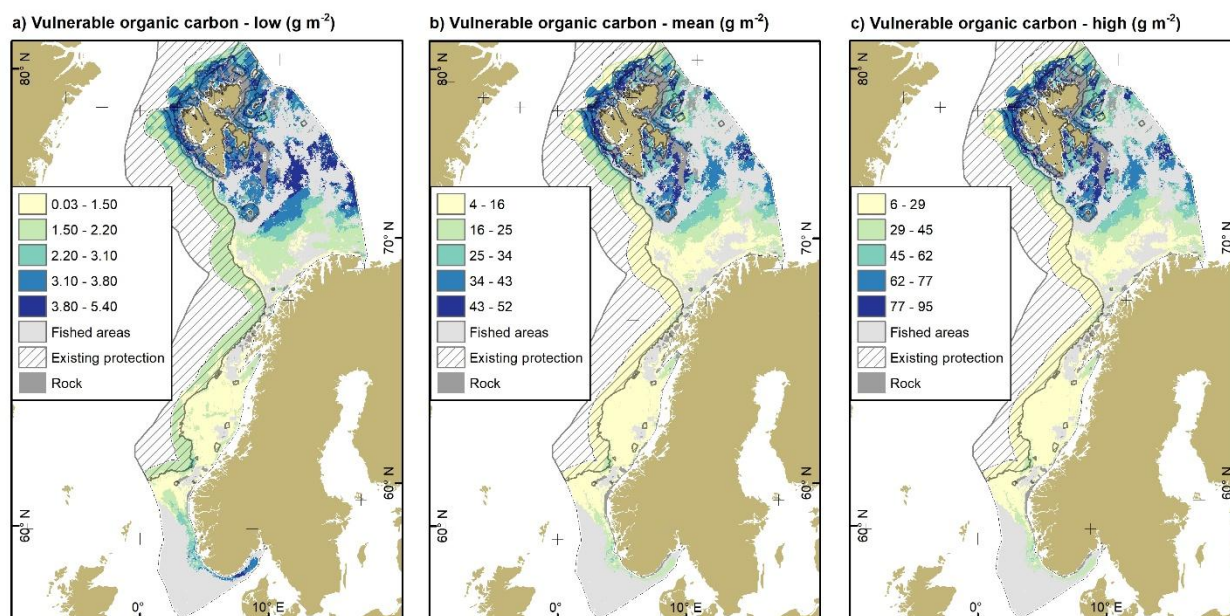 a) Vulnerable organic carbon - low (g m⁻²)
80° N
70° N
60° N
60° N
0°
10° E
0.03 - 1.50
1.50 - 2.20
2.20 - 3.10
3.10 - 3.80
3.80 - 5.40
Fished areas
Existing protection
Rock
b) Vulnerable organic carbon - mean (g m⁻²)
80° N
70° N
60° N
60° N
0°
10° E
4 - 16
16 - 25
25 - 34
34 - 43
43 - 52
Fished areas
Existing protection
Rock
c) Vulnerable organic carbon - high (g m⁻²)
80° N
70° N
60° N
60° N
0°
10° E
6 - 29
29 - 45
45 - 62
62 - 77
77 - 95
Fished areas
Existing protection
Rock